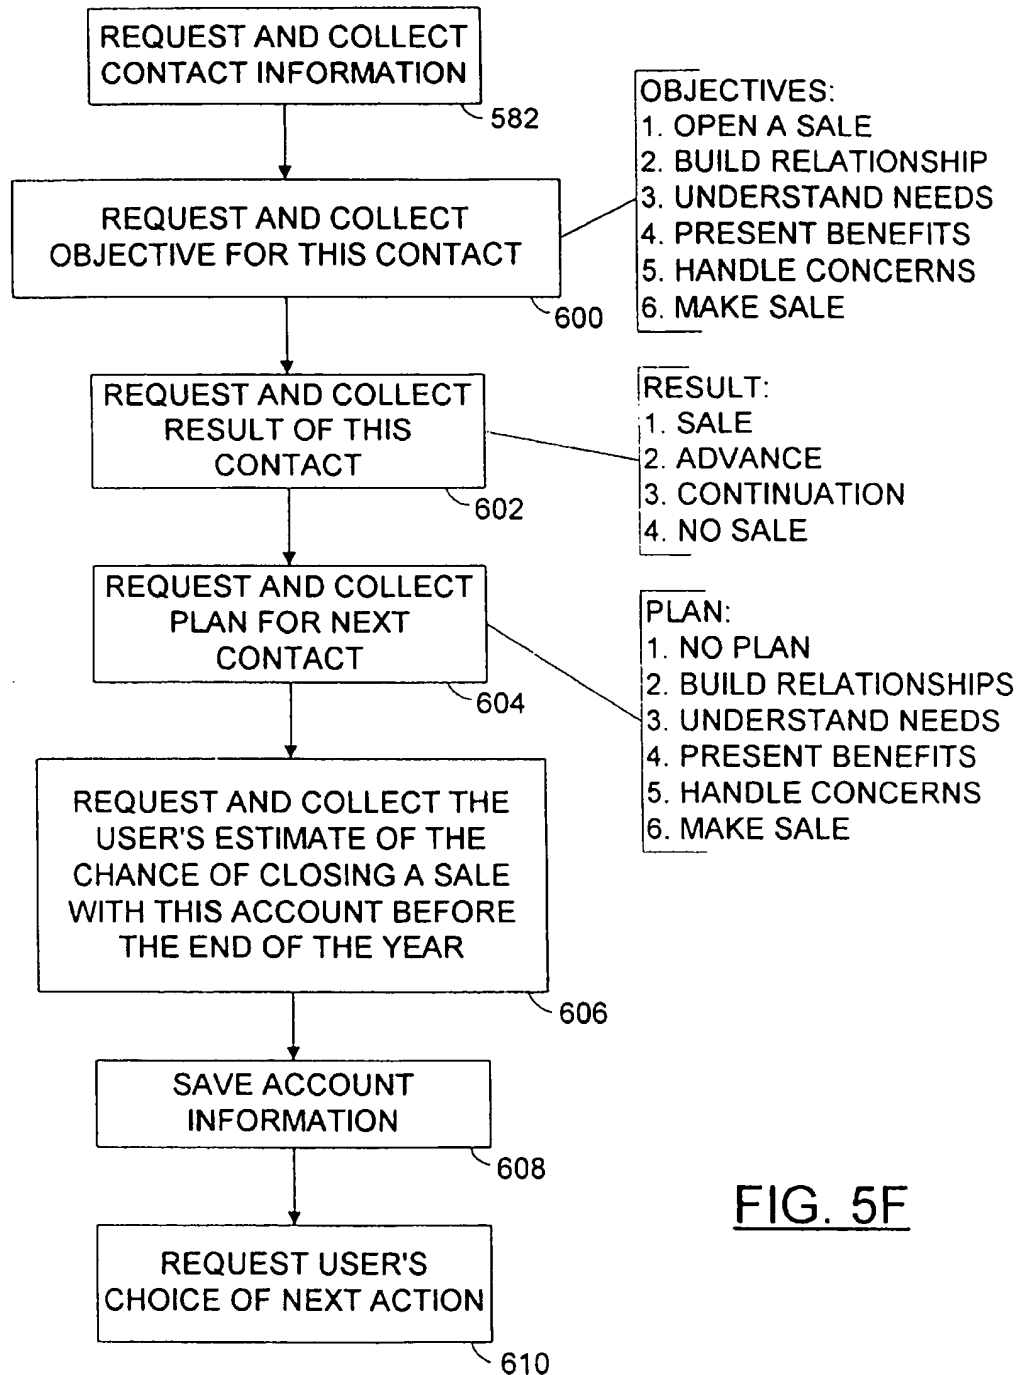 REQUEST AND COLLECT
CONTACT INFORMATION
582
REQUEST AND COLLECT
OBJECTIVE FOR THIS CONTACT
600
OBJECTIVES:
1. OPEN A SALE
2. BUILD RELATIONSHIP
3. UNDERSTAND NEEDS
4. PRESENT BENEFITS
5. HANDLE CONCERNS
6. MAKE SALE
REQUEST AND COLLECT
RESULT OF THIS
CONTACT
602
RESULT:
1. SALE
2. ADVANCE
3. CONTINUATION
4. NO SALE
REQUEST AND COLLECT
PLAN FOR NEXT
CONTACT
604
PLAN:
1. NO PLAN
2. BUILD RELATIONSHIPS
3. UNDERSTAND NEEDS
4. PRESENT BENEFITS
5. HANDLE CONCERNS
6. MAKE SALE
REQUEST AND COLLECT THE
USER'S ESTIMATE OF THE
CHANCE OF CLOSING A SALE
WITH THIS ACCOUNT BEFORE
THE END OF THE YEAR
606
SAVE ACCOUNT
INFORMATION
608
REQUEST USER'S
CHOICE OF NEXT ACTION
610
FIG. 5F